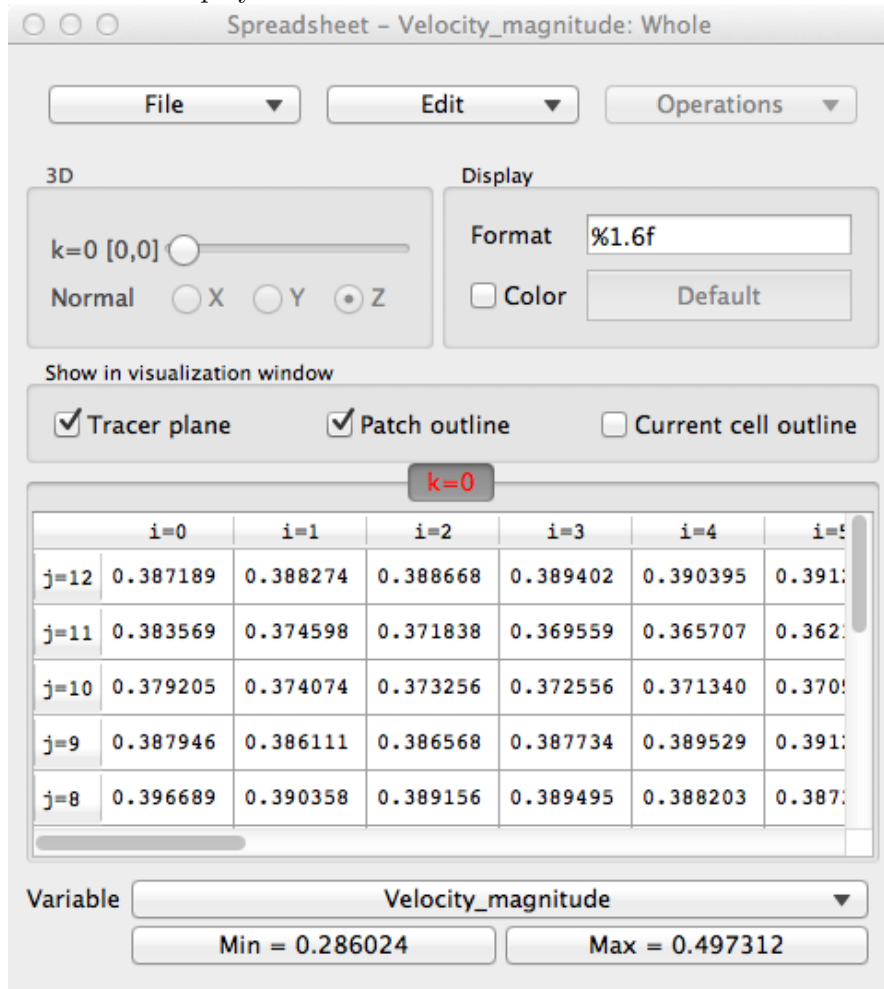 Spreadsheet – Velocity_magnitude: Whole
File Edit Operations
3D Display
Format %1.6f
k=0 [0,0]
Normal X Y Z Color Default
Show in visualization window
Tracer plane Patch outline Current cell outline
k=0
i=0 i=1 i=2 i=3 i=4
j=12 0.387189 0.388274 0.388668 0.389402 0.390395
j=11 0.383569 0.374598 0.371838 0.369559 0.365707
j=10 0.379205 0.374074 0.373256 0.372556 0.371340
j=9 0.387946 0.386111 0.386568 0.387734 0.389529
j=8 0.396689 0.390358 0.389156 0.389495 0.388203
Variable Velocity_magnitude
Min = 0.286024 Max = 0.497312